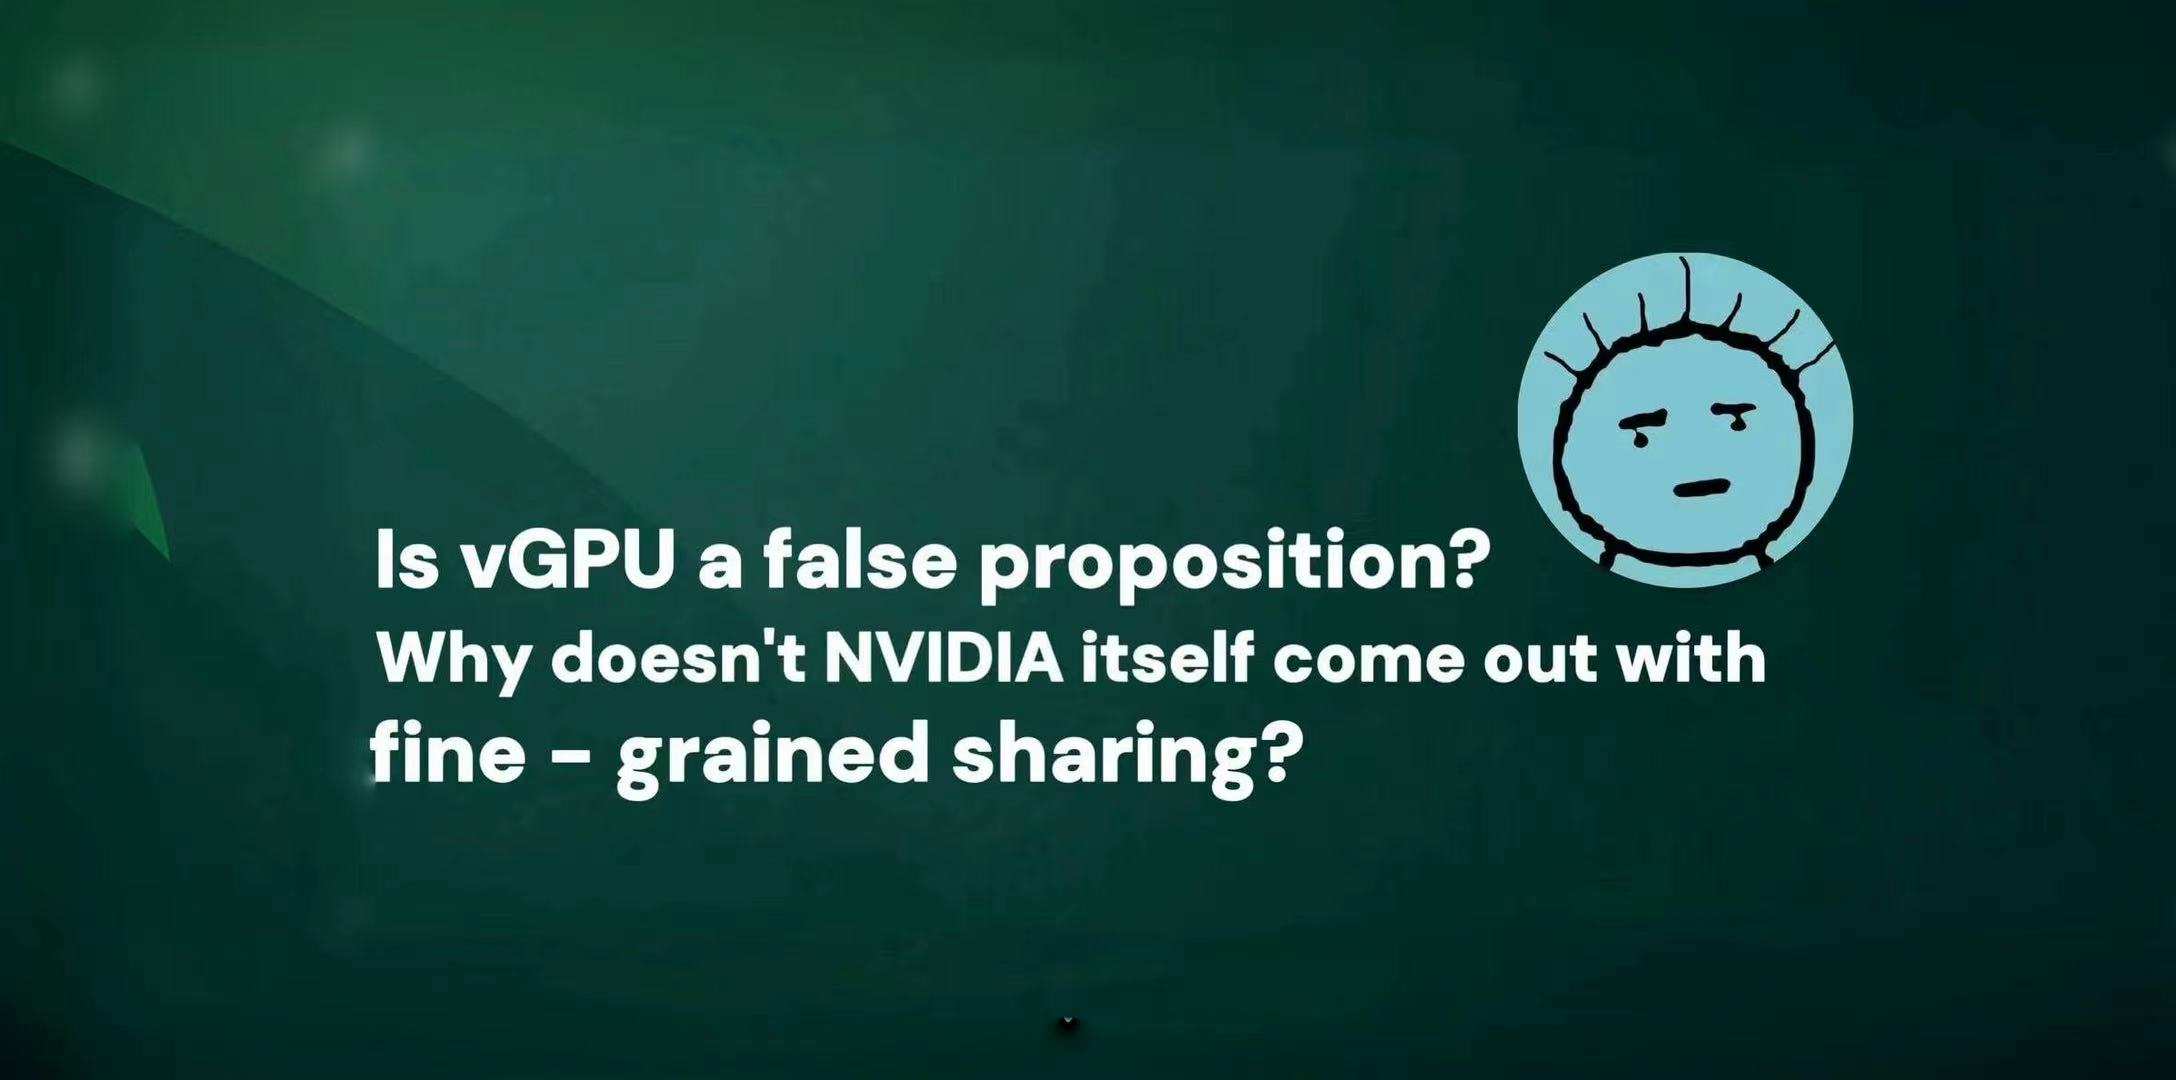 Is vGPU a false proposition?
Why doesn't NVIDIA itself come out with
fine - grained sharing?